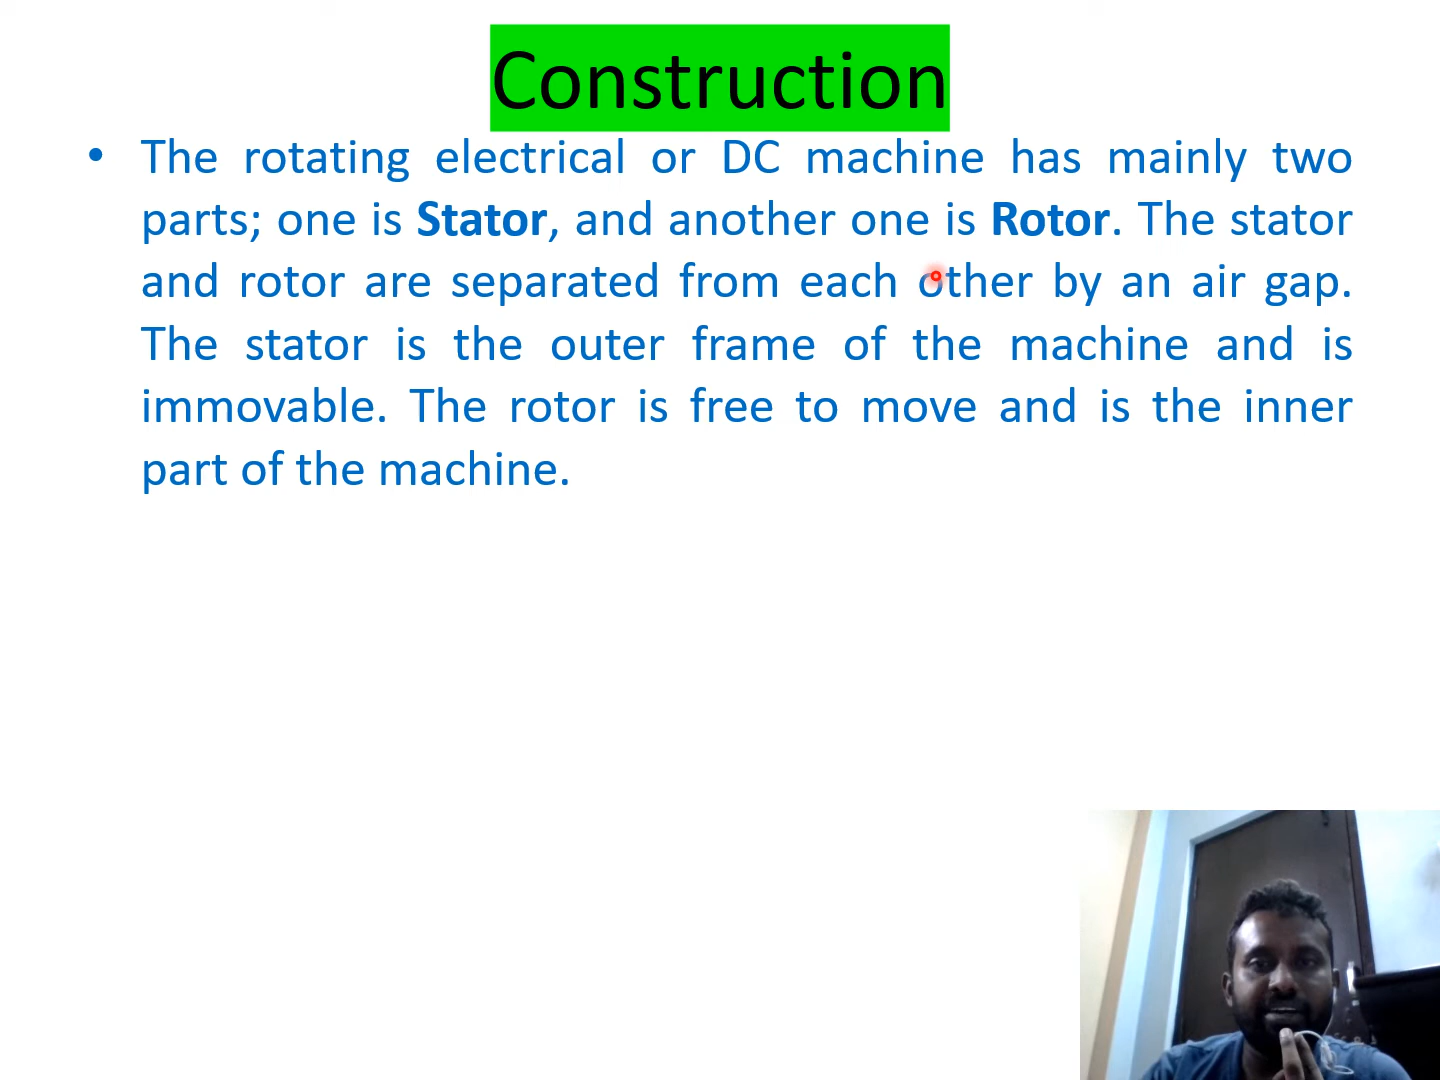 Construction
• The rotating electrical or DC machine has mainly two
parts; one is Stator, and another one is Rotor. The stator
and rotor are separated from each other by an air gap.
The stator is the outer frame of the machine and is
immovable. The rotor is free to move and is the inner
part of the machine.